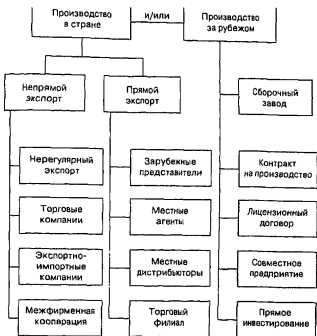 Производство
в стране
и/или
Производство
за рубежом
Непрямой
экспорт
Прямой
экспорт
Сборочный
завод
Нерегулярный
экспорт
Зарубежные
представители
Контракт
на производство
Торговые
компании
Местные
агенты
Лицензионный
договор
Экспортно-
импортные
компании
Местные
дистрибьюторы
Совместное
предприятие
Межфирменная
кооперация
Торговый
филиал
Прямое
инвестирование